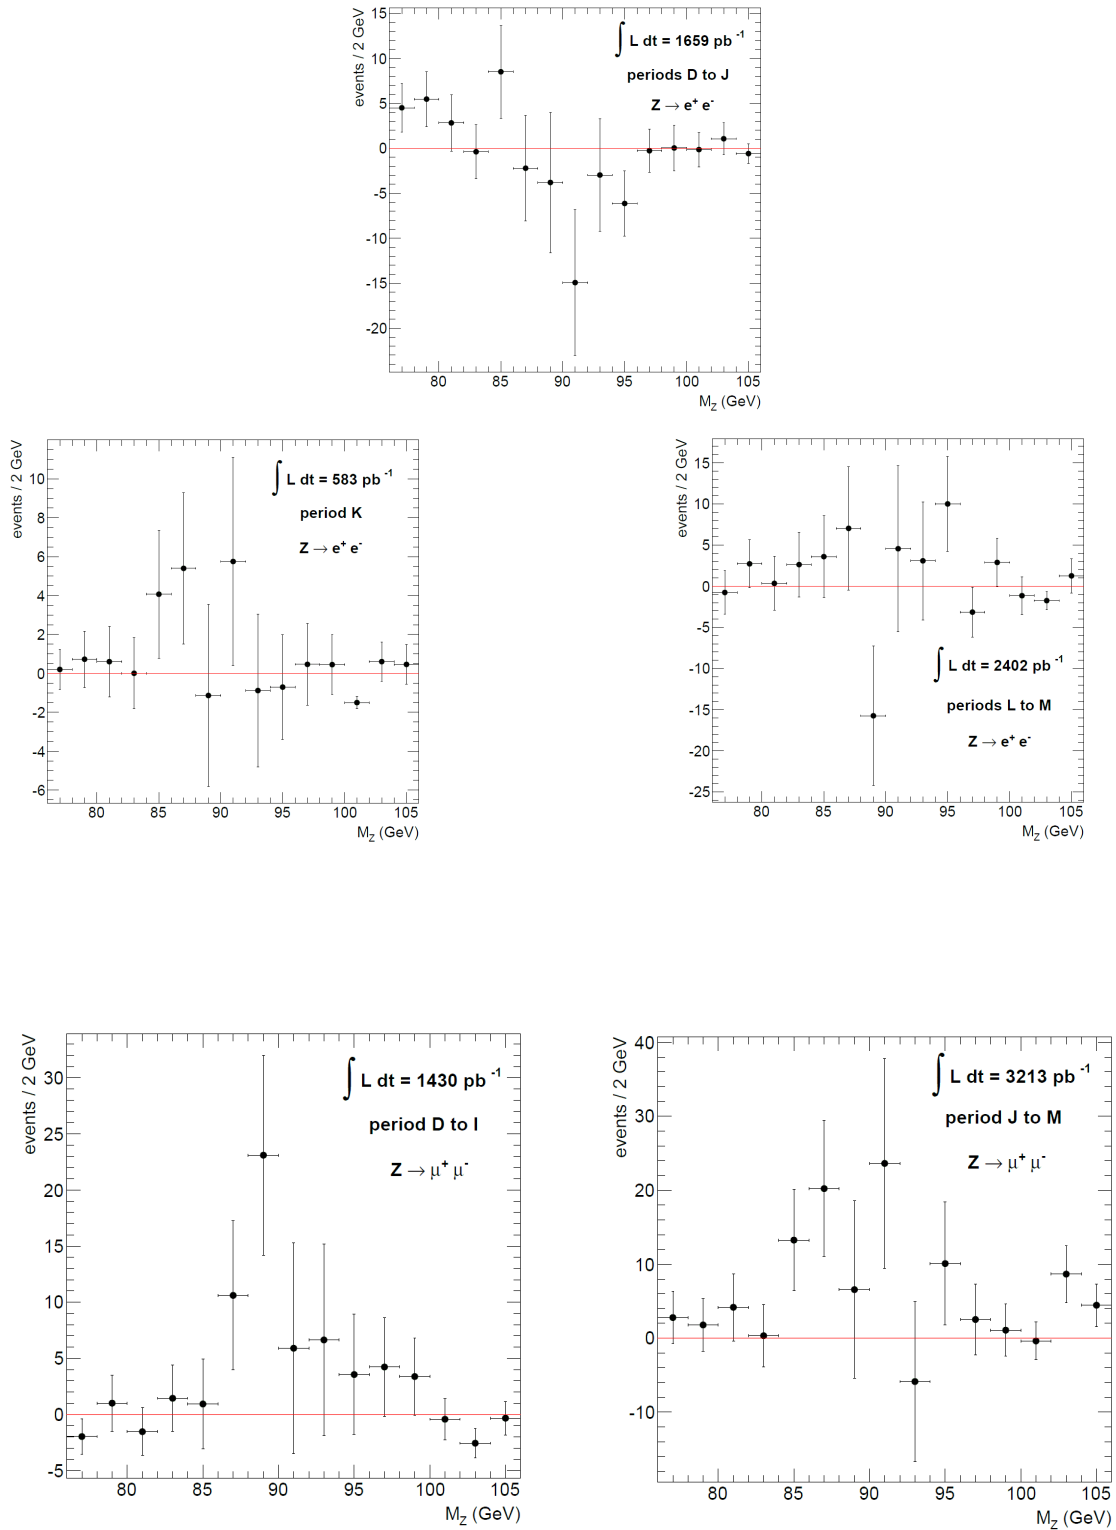 events / 2 GeV
15
10
5
0
-5
-10
-15
-20
∫ L dt = 1659 pb⁻¹
periods D to J
Z → e⁺ e⁻
80 85 90 95 100 105
M_Z (GeV)
events / 2 GeV
10
8
6
4
2
0
-2
-4
-6
∫ L dt = 583 pb⁻¹
period K
Z → e⁺ e⁻
80 85 90 95 100 105
M_Z (GeV)
events / 2 GeV
15
10
5
0
-5
-10
-15
-20
-25
∫ L dt = 2402 pb⁻¹
periods L to M
Z → e⁺ e⁻
80 85 90 95 100 105
M_Z (GeV)
events / 2 GeV
30
25
20
15
10
5
0
-5
∫ L dt = 1430 pb⁻¹
period D to I
Z → μ⁺ μ⁻
80 85 90 95 100 105
M_Z (GeV)
events / 2 GeV
40
30
20
10
0
-10
∫ L dt = 3213 pb⁻¹
period J to M
Z → μ⁺ μ⁻
80 85 90 95 100 105
M_Z (GeV)